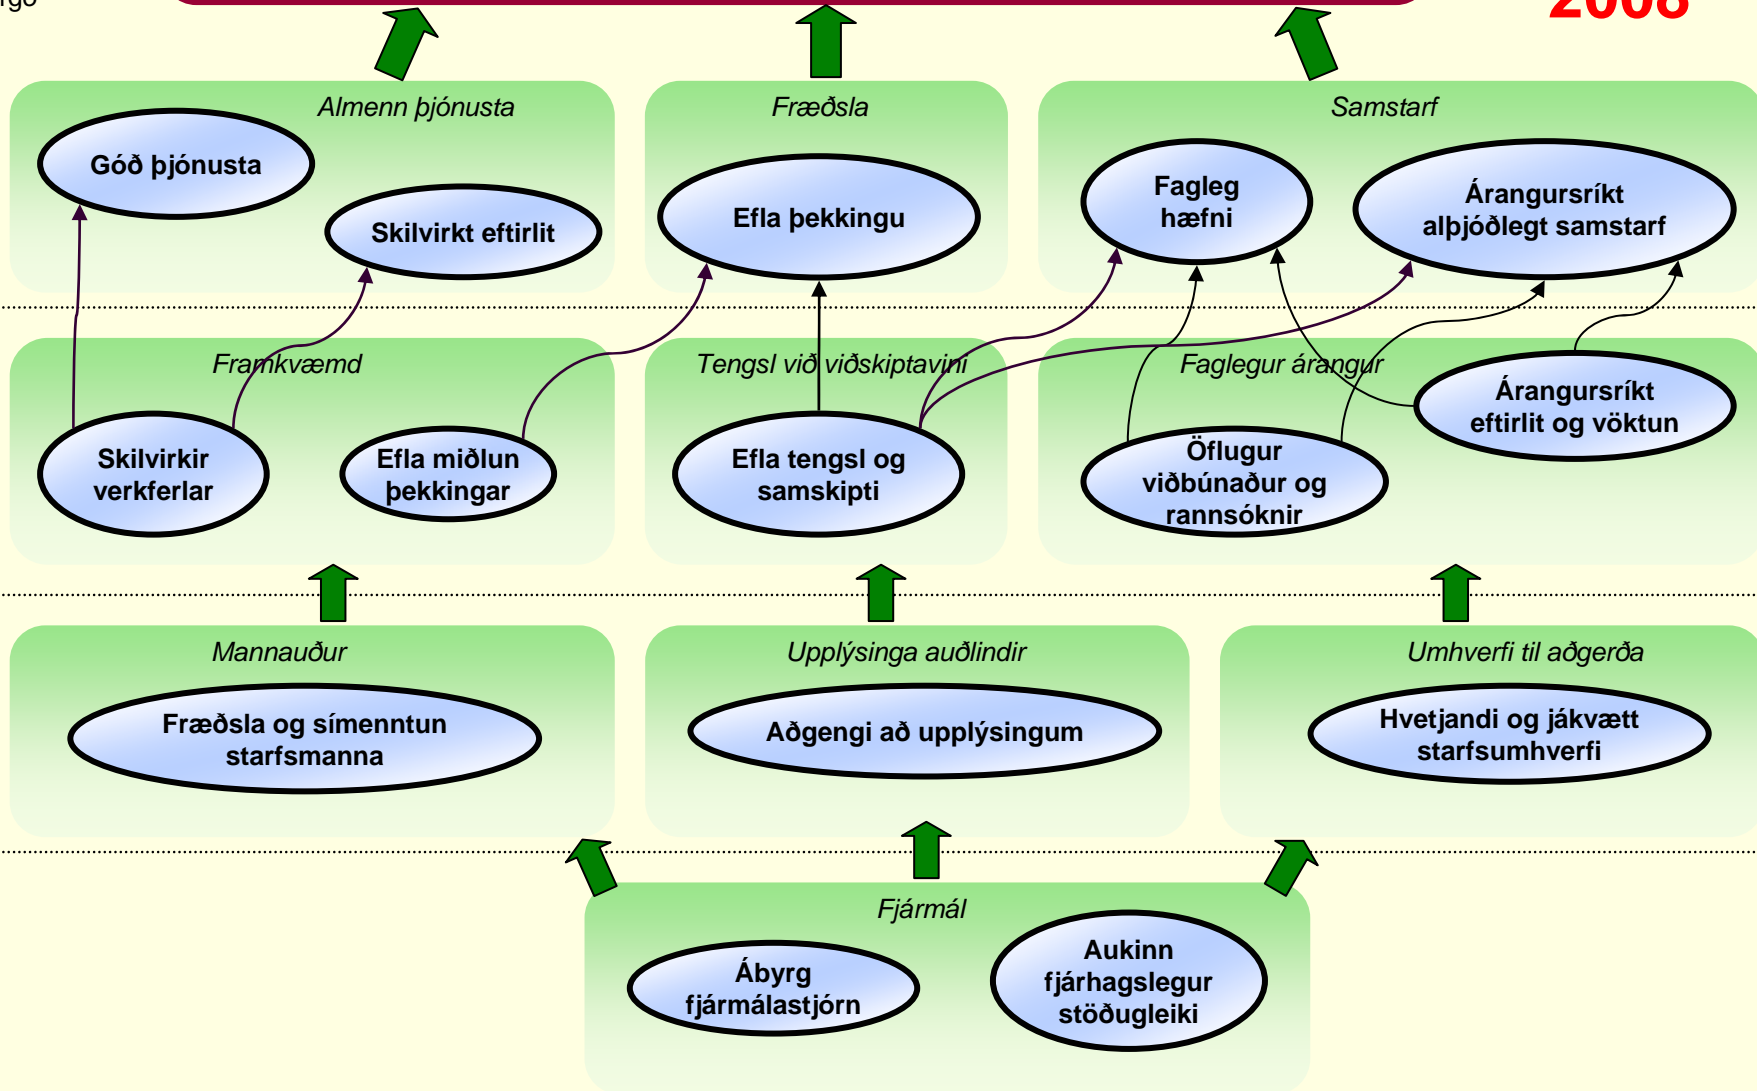 2008
Almenn þjónusta
Góð þjónusta
Skilvirkt eftirlit
Fræðsla
Efla þekkingu
Samstarf
Fagleg
hæfni
Árangursríkt
alþjóðlegt samstarf
Framkvæmd
Skilvirkir
verkferlar
Efla miðlun
þekkingar
Tengsl við viðskiptavini
Efla tengsl og
samskipti
Faglegur árangur
Öflugur
viðbúnaður og
rannsóknir
Árangursríkt
eftirlit og vöktun
Mannauður
Fræðsla og símenntun
starfsmanna
Upplýsinga auðlindir
Aðgengi að upplýsingum
Umhverfi til aðgerða
Hvetjandi og jákvætt
starfsumhverfi
Fjármál
Ábyrg
fjármálastjórn
Aukinn
fjárhagslegur
stöðugleiki